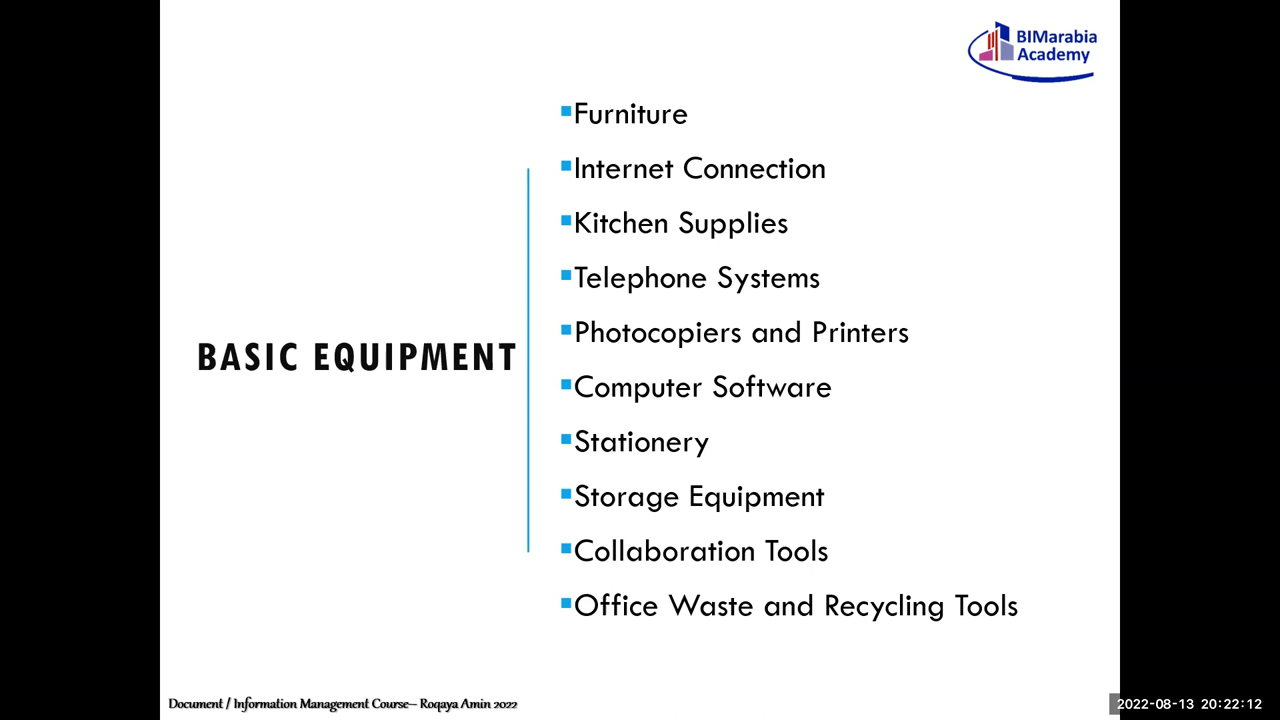 BIMarabia
Academy
BASIC EQUIPMENT
▪Furniture
▪Internet Connection
▪Kitchen Supplies
▪Telephone Systems
▪Photocopiers and Printers
▪Computer Software
▪Stationery
▪Storage Equipment
▪Collaboration Tools
▪Office Waste and Recycling Tools
Document / Information Management Course– Roqaya Amin 2022
2022-08-13 20:22:12